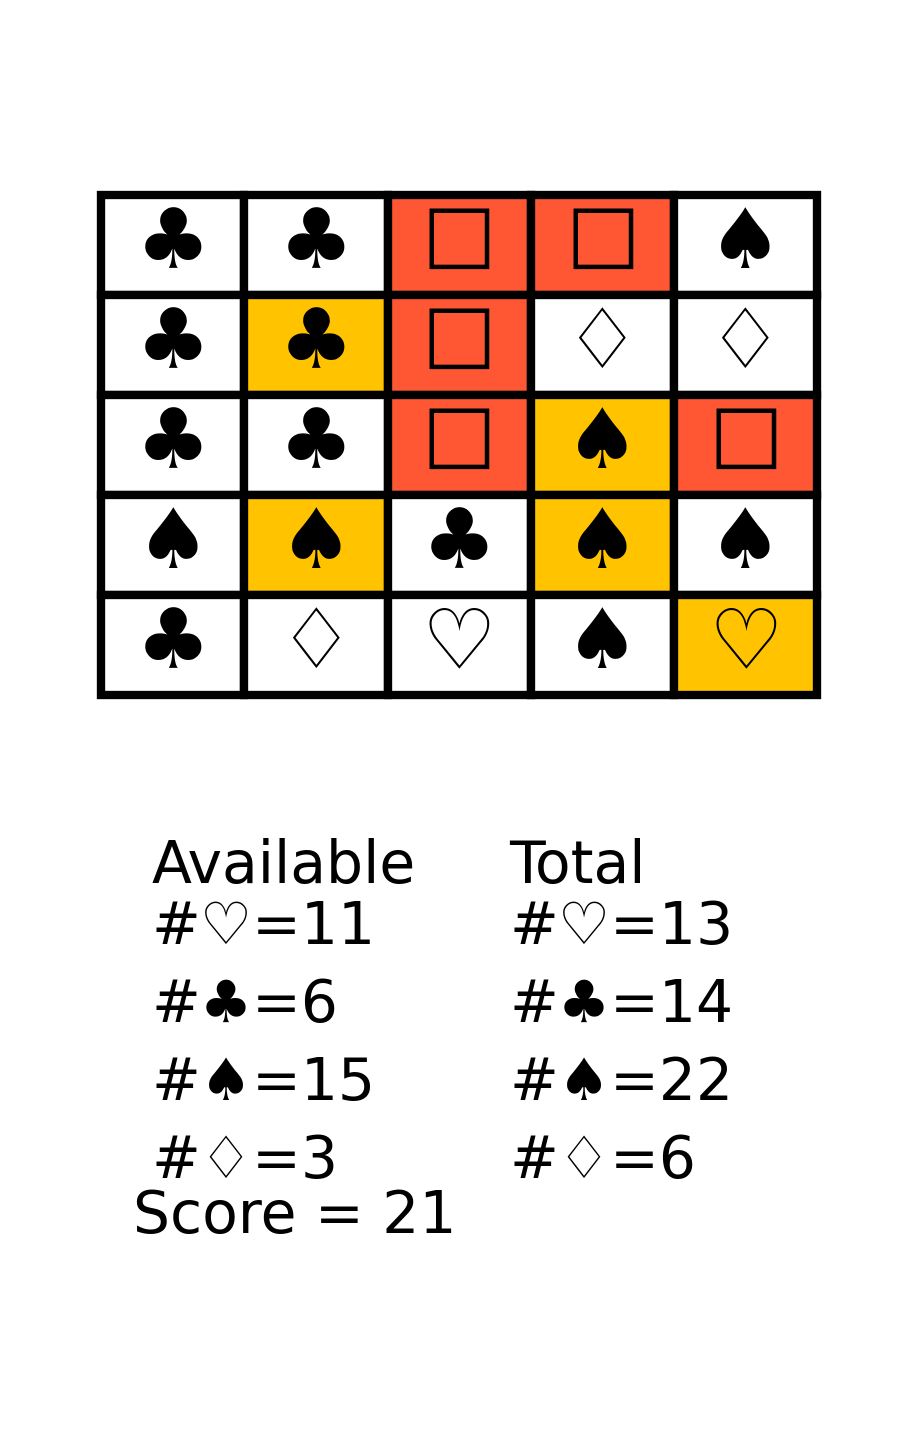 ♣ ♣ □ □ ♠
♣ ♣ □ ♢ ♢
♣ ♣ □ ♠ □
♠ ♠ ♣ ♠ ♠
♣ ♢ ♡ ♠ ♡
Available Total
#♡=11 #♡=13
#♣=6 #♣=14
#♠=15 #♠=22
#♢=3 #♢=6
Score = 21